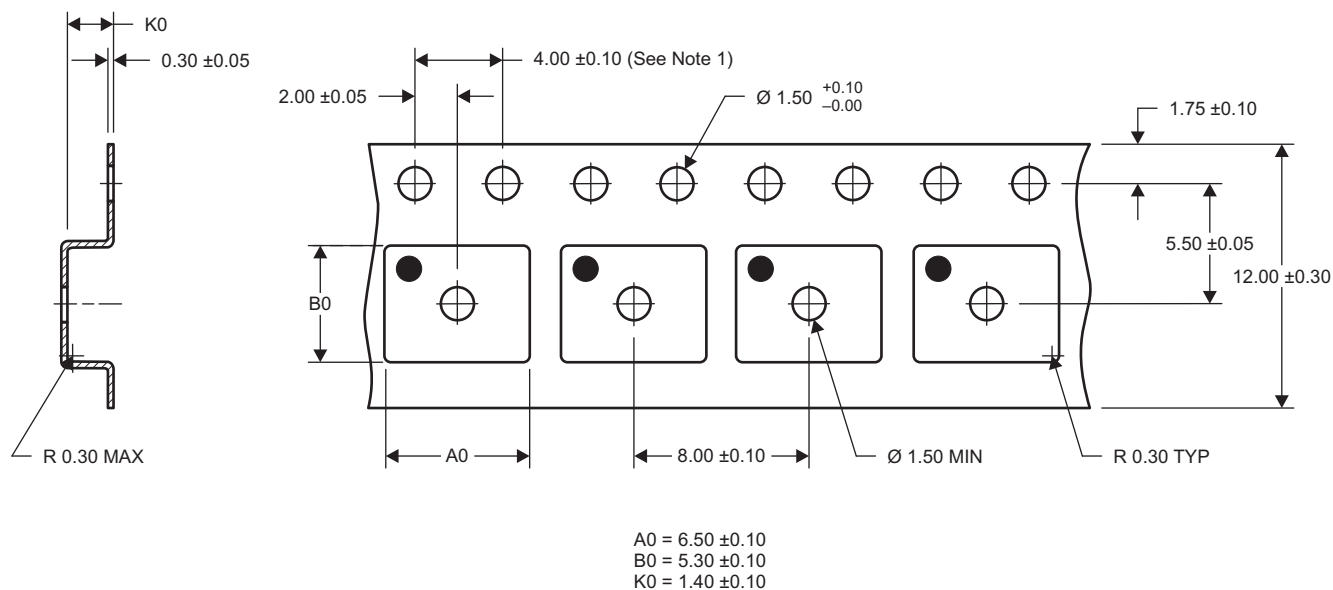 K0
0.30 ±0.05
4.00 ±0.10 (See Note 1)
2.00 ±0.05
Ø 1.50 +0.10
–0.00
1.75 ±0.10
5.50 ±0.05
12.00 ±0.30
B0
R 0.30 MAX
A0
8.00 ±0.10
Ø 1.50 MIN
R 0.30 TYP
A0 = 6.50 ±0.10
B0 = 5.30 ±0.10
K0 = 1.40 ±0.10